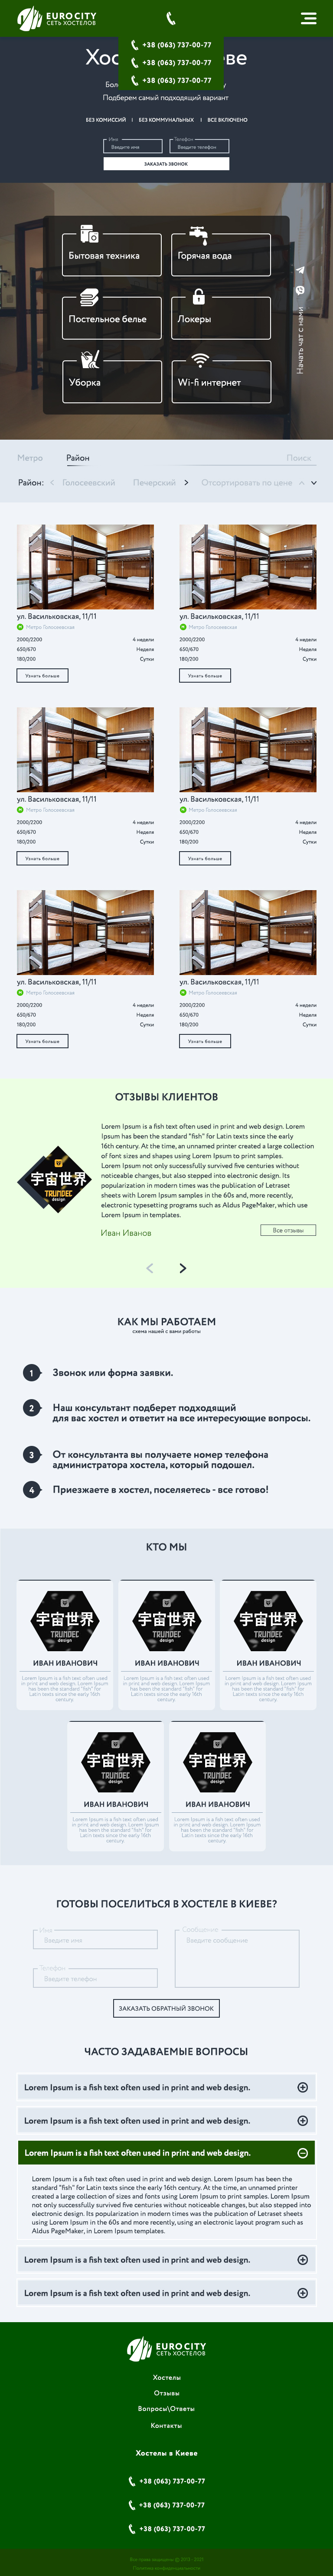 EUROCITY
СЕТЬ ХОСТЕЛОВ
+38 (063) 737-00-77
+38 (063) 737-00-77
+38 (063) 737-00-77
Подберем самый подходящий вариант
БЕЗ КОМИССИЙ | БЕЗ КОММУНАЛЬНЫХ | ВСЕ ВКЛЮЧЕНО
Имя Телефон
Введите имя Введите телефон
ЗАКАЗАТЬ ЗВОНОК
Бытовая техника Горячая вода
Постельное белье Локеры
Уборка Wi-fi интернет
Начать чат с нами
Метро Район Поиск
Район: < Голосеевский Печерский > Отсортировать по цене
ул. Васильковская, 11/11 ул. Васильковская, 11/11
М Метро Голосеевская М Метро Голосеевская
2000/2200 4 недели 2000/2200 4 недели
650/670 Неделя 650/670 Неделя
180/200 Сутки 180/200 Сутки
Узнать больше Узнать больше
ул. Васильковская, 11/11 ул. Васильковская, 11/11
М Метро Голосеевская М Метро Голосеевская
2000/2200 4 недели 2000/2200 4 недели
650/670 Неделя 650/670 Неделя
180/200 Сутки 180/200 Сутки
Узнать больше Узнать больше
ул. Васильковская, 11/11 ул. Васильковская, 11/11
М Метро Голосеевская М Метро Голосеевская
2000/2200 4 недели 2000/2200 4 недели
650/670 Неделя 650/670 Неделя
180/200 Сутки 180/200 Сутки
Узнать больше Узнать больше
ОТЗЫВЫ КЛИЕНТОВ
宇宙世界
TRUNDEC
design
Lorem Ipsum is a fish text often used in print and web design. Lorem
Ipsum has been the standard "fish" for Latin texts since the early
16th century. At the time, an unnamed printer created a large collection
of font sizes and shapes using Lorem Ipsum to print samples.
Lorem Ipsum not only successfully survived five centuries without
noticeable changes, but also stepped into electronic design. Its
popularization in modern times was the publication of Letraset
sheets with Lorem Ipsum samples in the 60s and, more recently,
electronic typesetting programs such as Aldus PageMaker, which use
Lorem Ipsum in templates.
Иван Иванов
Все отзывы
КАК МЫ РАБОТАЕМ
схема нашей с вами работы
1 Звонок или форма заявки.
2 Наш консультант подберет подходящий
для вас хостел и ответит на все интересующие вопросы.
3 От консультанта вы получаете номер телефона
администратора хостела, который подошел.
4 Приезжаете в хостел, поселяетесь - все готово!
КТО МЫ
宇宙世界 宇宙世界 宇宙世界
TRUNDEC TRUNDEC TRUNDEC
design design design
ИВАН ИВАНОВИЧ ИВАН ИВАНОВИЧ ИВАН ИВАНОВИЧ
Lorem Ipsum is a fish text often used Lorem Ipsum is a fish text often used Lorem Ipsum is a fish text often used
in print and web design. Lorem Ipsum in print and web design. Lorem Ipsum in print and web design. Lorem Ipsum
has been the standard "fish" for has been the standard "fish" for has been the standard "fish" for
Latin texts since the early 16th Latin texts since the early 16th Latin texts since the early 16th
century. century. century.
宇宙世界 宇宙世界
TRUNDEC TRUNDEC
design design
ИВАН ИВАНОВИЧ ИВАН ИВАНОВИЧ
Lorem Ipsum is a fish text often used Lorem Ipsum is a fish text often used
in print and web design. Lorem Ipsum in print and web design. Lorem Ipsum
has been the standard "fish" for has been the standard "fish" for
Latin texts since the early 16th Latin texts since the early 16th
century. century.
ГОТОВЫ ПОСЕЛИТЬСЯ В ХОСТЕЛЕ В КИЕВЕ?
Имя Сообщение
Введите имя Введите сообщение
Телефон
Введите телефон
ЗАКАЗАТЬ ОБРАТНЫЙ ЗВОНОК
ЧАСТО ЗАДАВАЕМЫЕ ВОПРОСЫ
Lorem Ipsum is a fish text often used in print and web design.
Lorem Ipsum is a fish text often used in print and web design.
Lorem Ipsum is a fish text often used in print and web design.
Lorem Ipsum is a fish text often used in print and web design. Lorem Ipsum has been the
standard "fish" for Latin texts since the early 16th century. At the time, an unnamed printer
created a large collection of sizes and fonts using Lorem Ipsum to print samples. Lorem Ipsum
not only successfully survived five centuries without noticeable changes, but also stepped into
electronic design. Its popularization in modern times was the publication of Letraset sheets
using Lorem Ipsum in the 60s and more recently, using an electronic layout program such as
Aldus PageMaker, in Lorem Ipsum templates.
Lorem Ipsum is a fish text often used in print and web design.
Lorem Ipsum is a fish text often used in print and web design.
EUROCITY
СЕТЬ ХОСТЕЛОВ
Хостелы
Отзывы
Вопросы\Ответы
Контакты
Хостелы в Киеве
+38 (063) 737-00-77
+38 (063) 737-00-77
+38 (063) 737-00-77